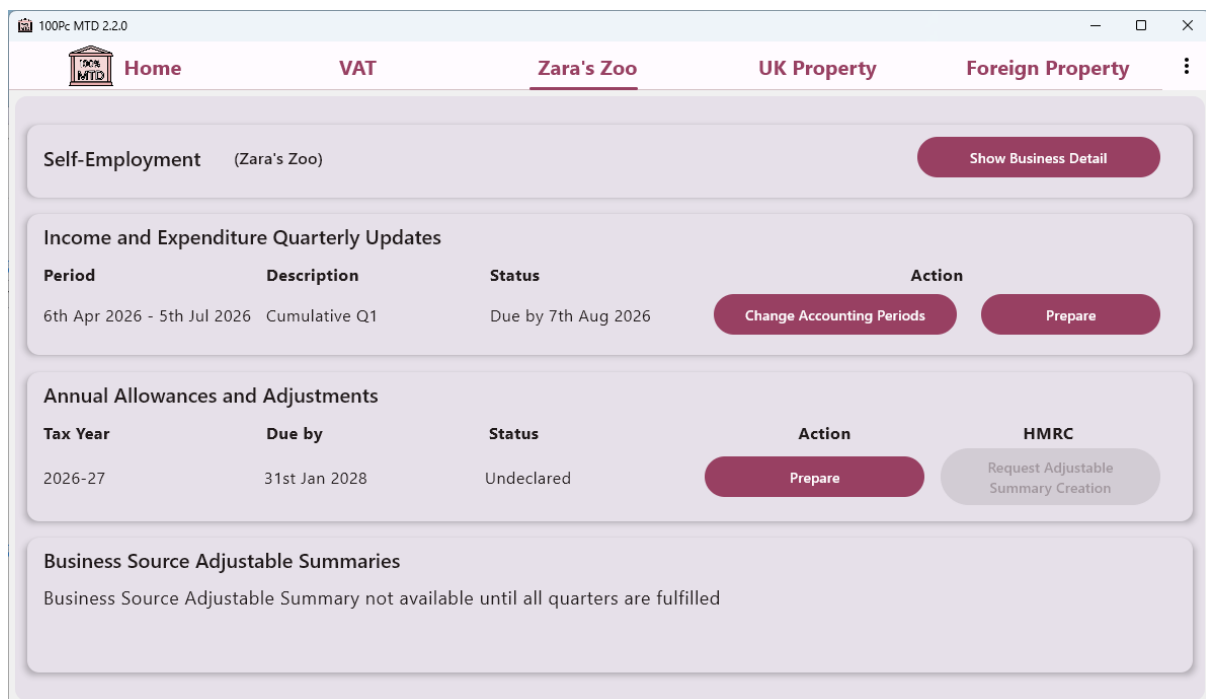 100Pc MTD 2.2.0
100%
MTD
Home VAT Zara's Zoo UK Property Foreign Property
Self-Employment (Zara's Zoo) Show Business Detail
Income and Expenditure Quarterly Updates
Period Description Status Action
6th Apr 2026 - 5th Jul 2026 Cumulative Q1 Due by 7th Aug 2026 Change Accounting Periods Prepare
Annual Allowances and Adjustments
Tax Year Due by Status Action HMRC
2026-27 31st Jan 2028 Undeclared Prepare Request Adjustable
Summary Creation
Business Source Adjustable Summaries
Business Source Adjustable Summary not available until all quarters are fulfilled